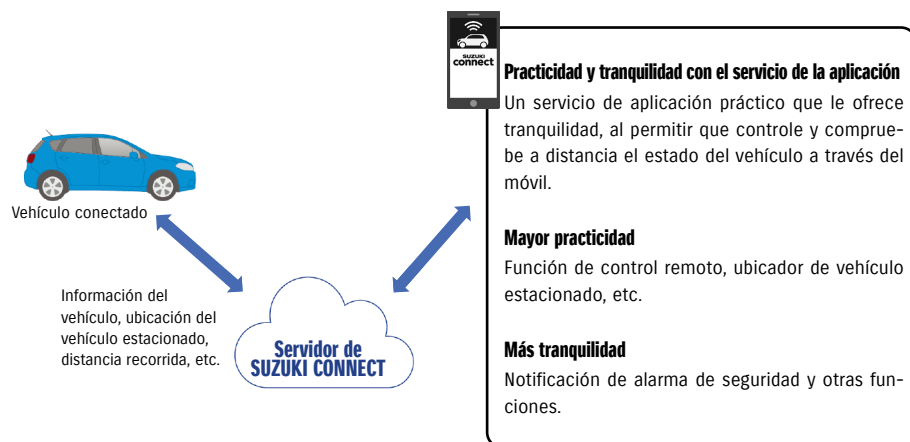 SUZUKI
connect
Practicidad y tranquilidad con el servicio de la aplicación
Un servicio de aplicación práctico que le ofrece
tranquilidad, al permitir que controle y comprue-
be a distancia el estado del vehículo a través del
móvil.
Mayor practicidad
Función de control remoto, ubicador de vehículo
estacionado, etc.
Más tranquilidad
Notificación de alarma de seguridad y otras fun-
ciones.
Vehículo conectado
Información del
vehículo, ubicación del
vehículo estacionado,
distancia recorrida, etc.
Servidor de
SUZUKI CONNECT